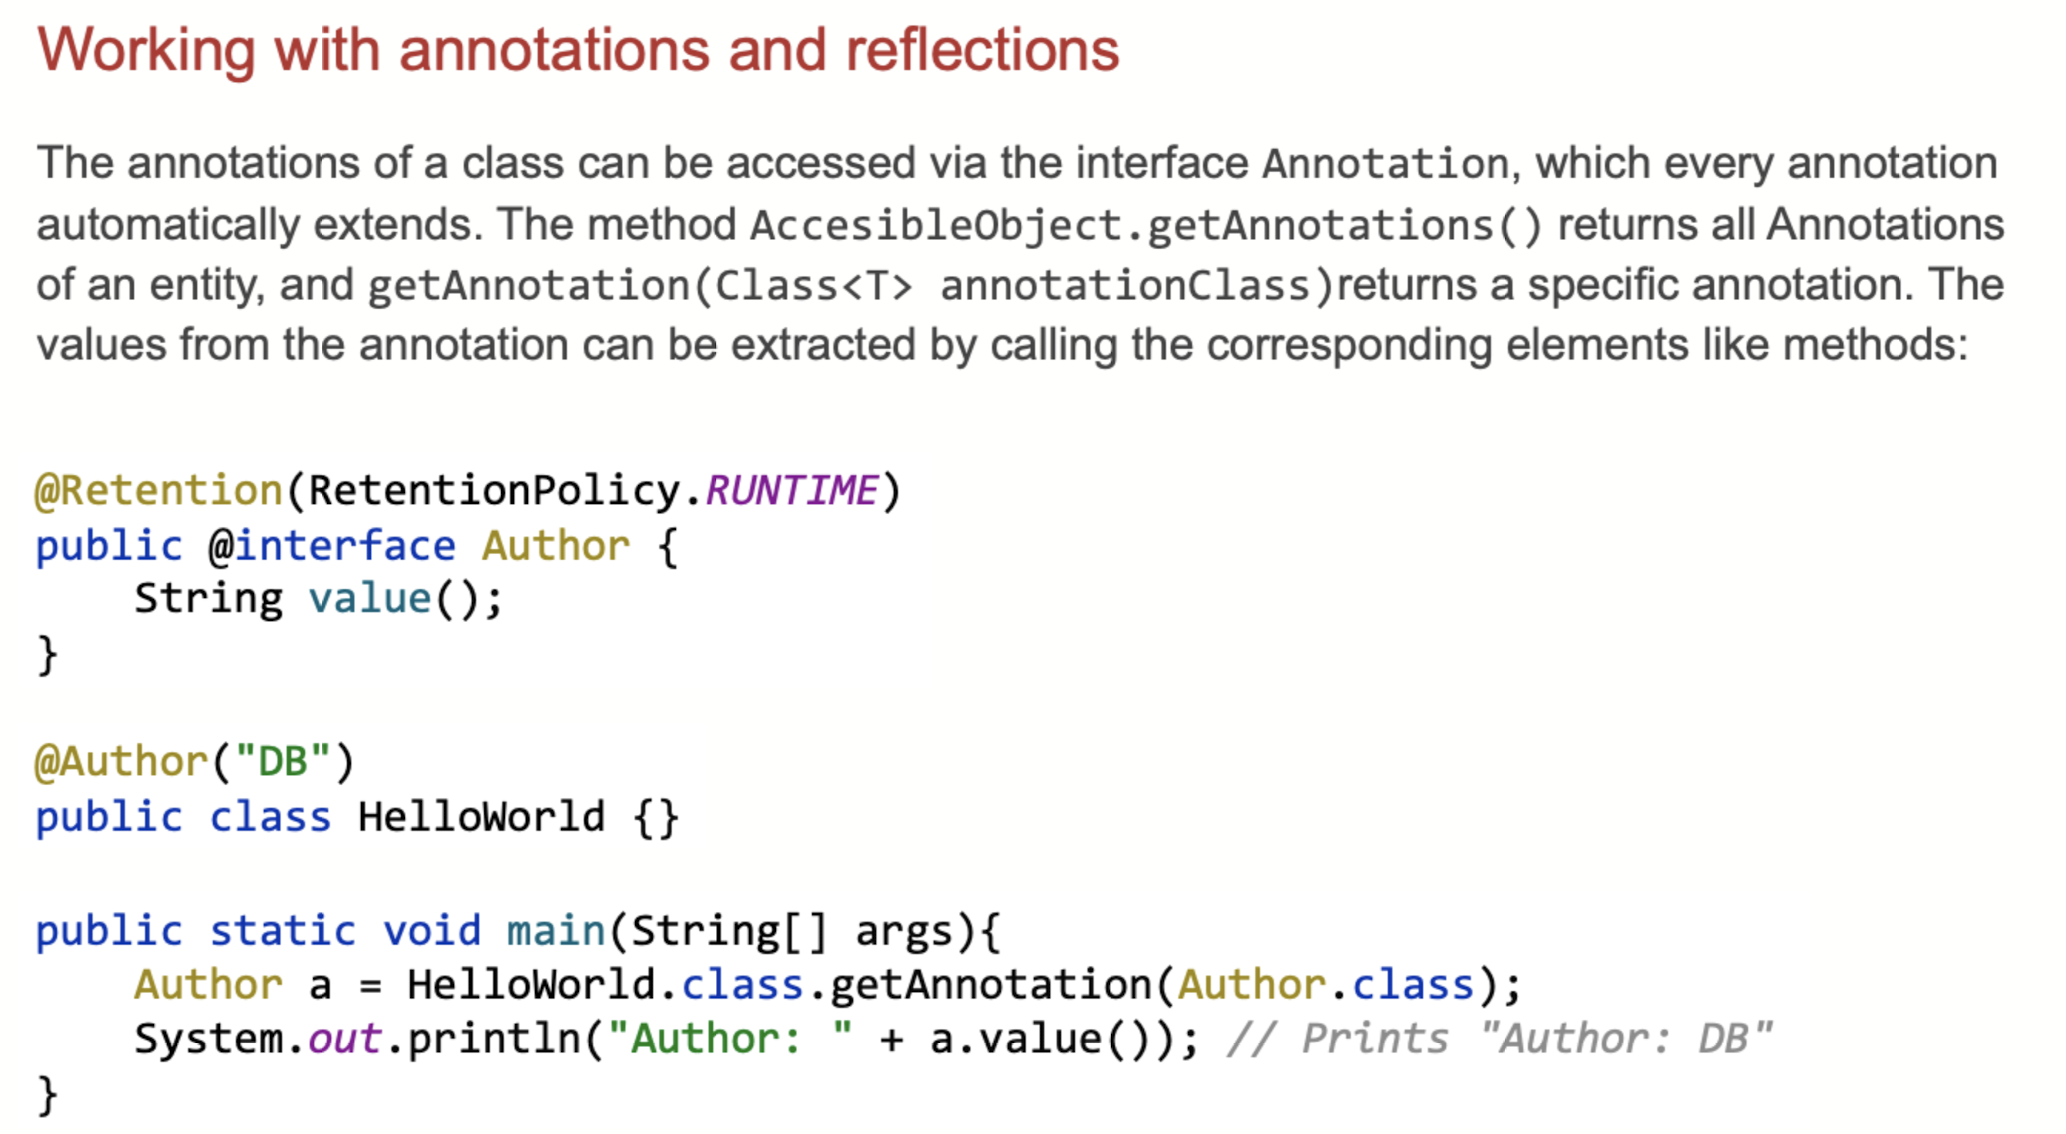 Working with annotations and reflections
The annotations of a class can be accessed via the interface Annotation, which every annotation
automatically extends. The method AccesibleObject.getAnnotations() returns all Annotations
of an entity, and getAnnotation(Class<T> annotationClass)returns a specific annotation. The
values from the annotation can be extracted by calling the corresponding elements like methods:
@Retention(RetentionPolicy.RUNTIME)
public @interface Author {
    String value();
}
@Author("DB")
public class HelloWorld {}
public static void main(String[] args){
    Author a = HelloWorld.class.getAnnotation(Author.class);
    System.out.println("Author: " + a.value()); // Prints "Author: DB"
}